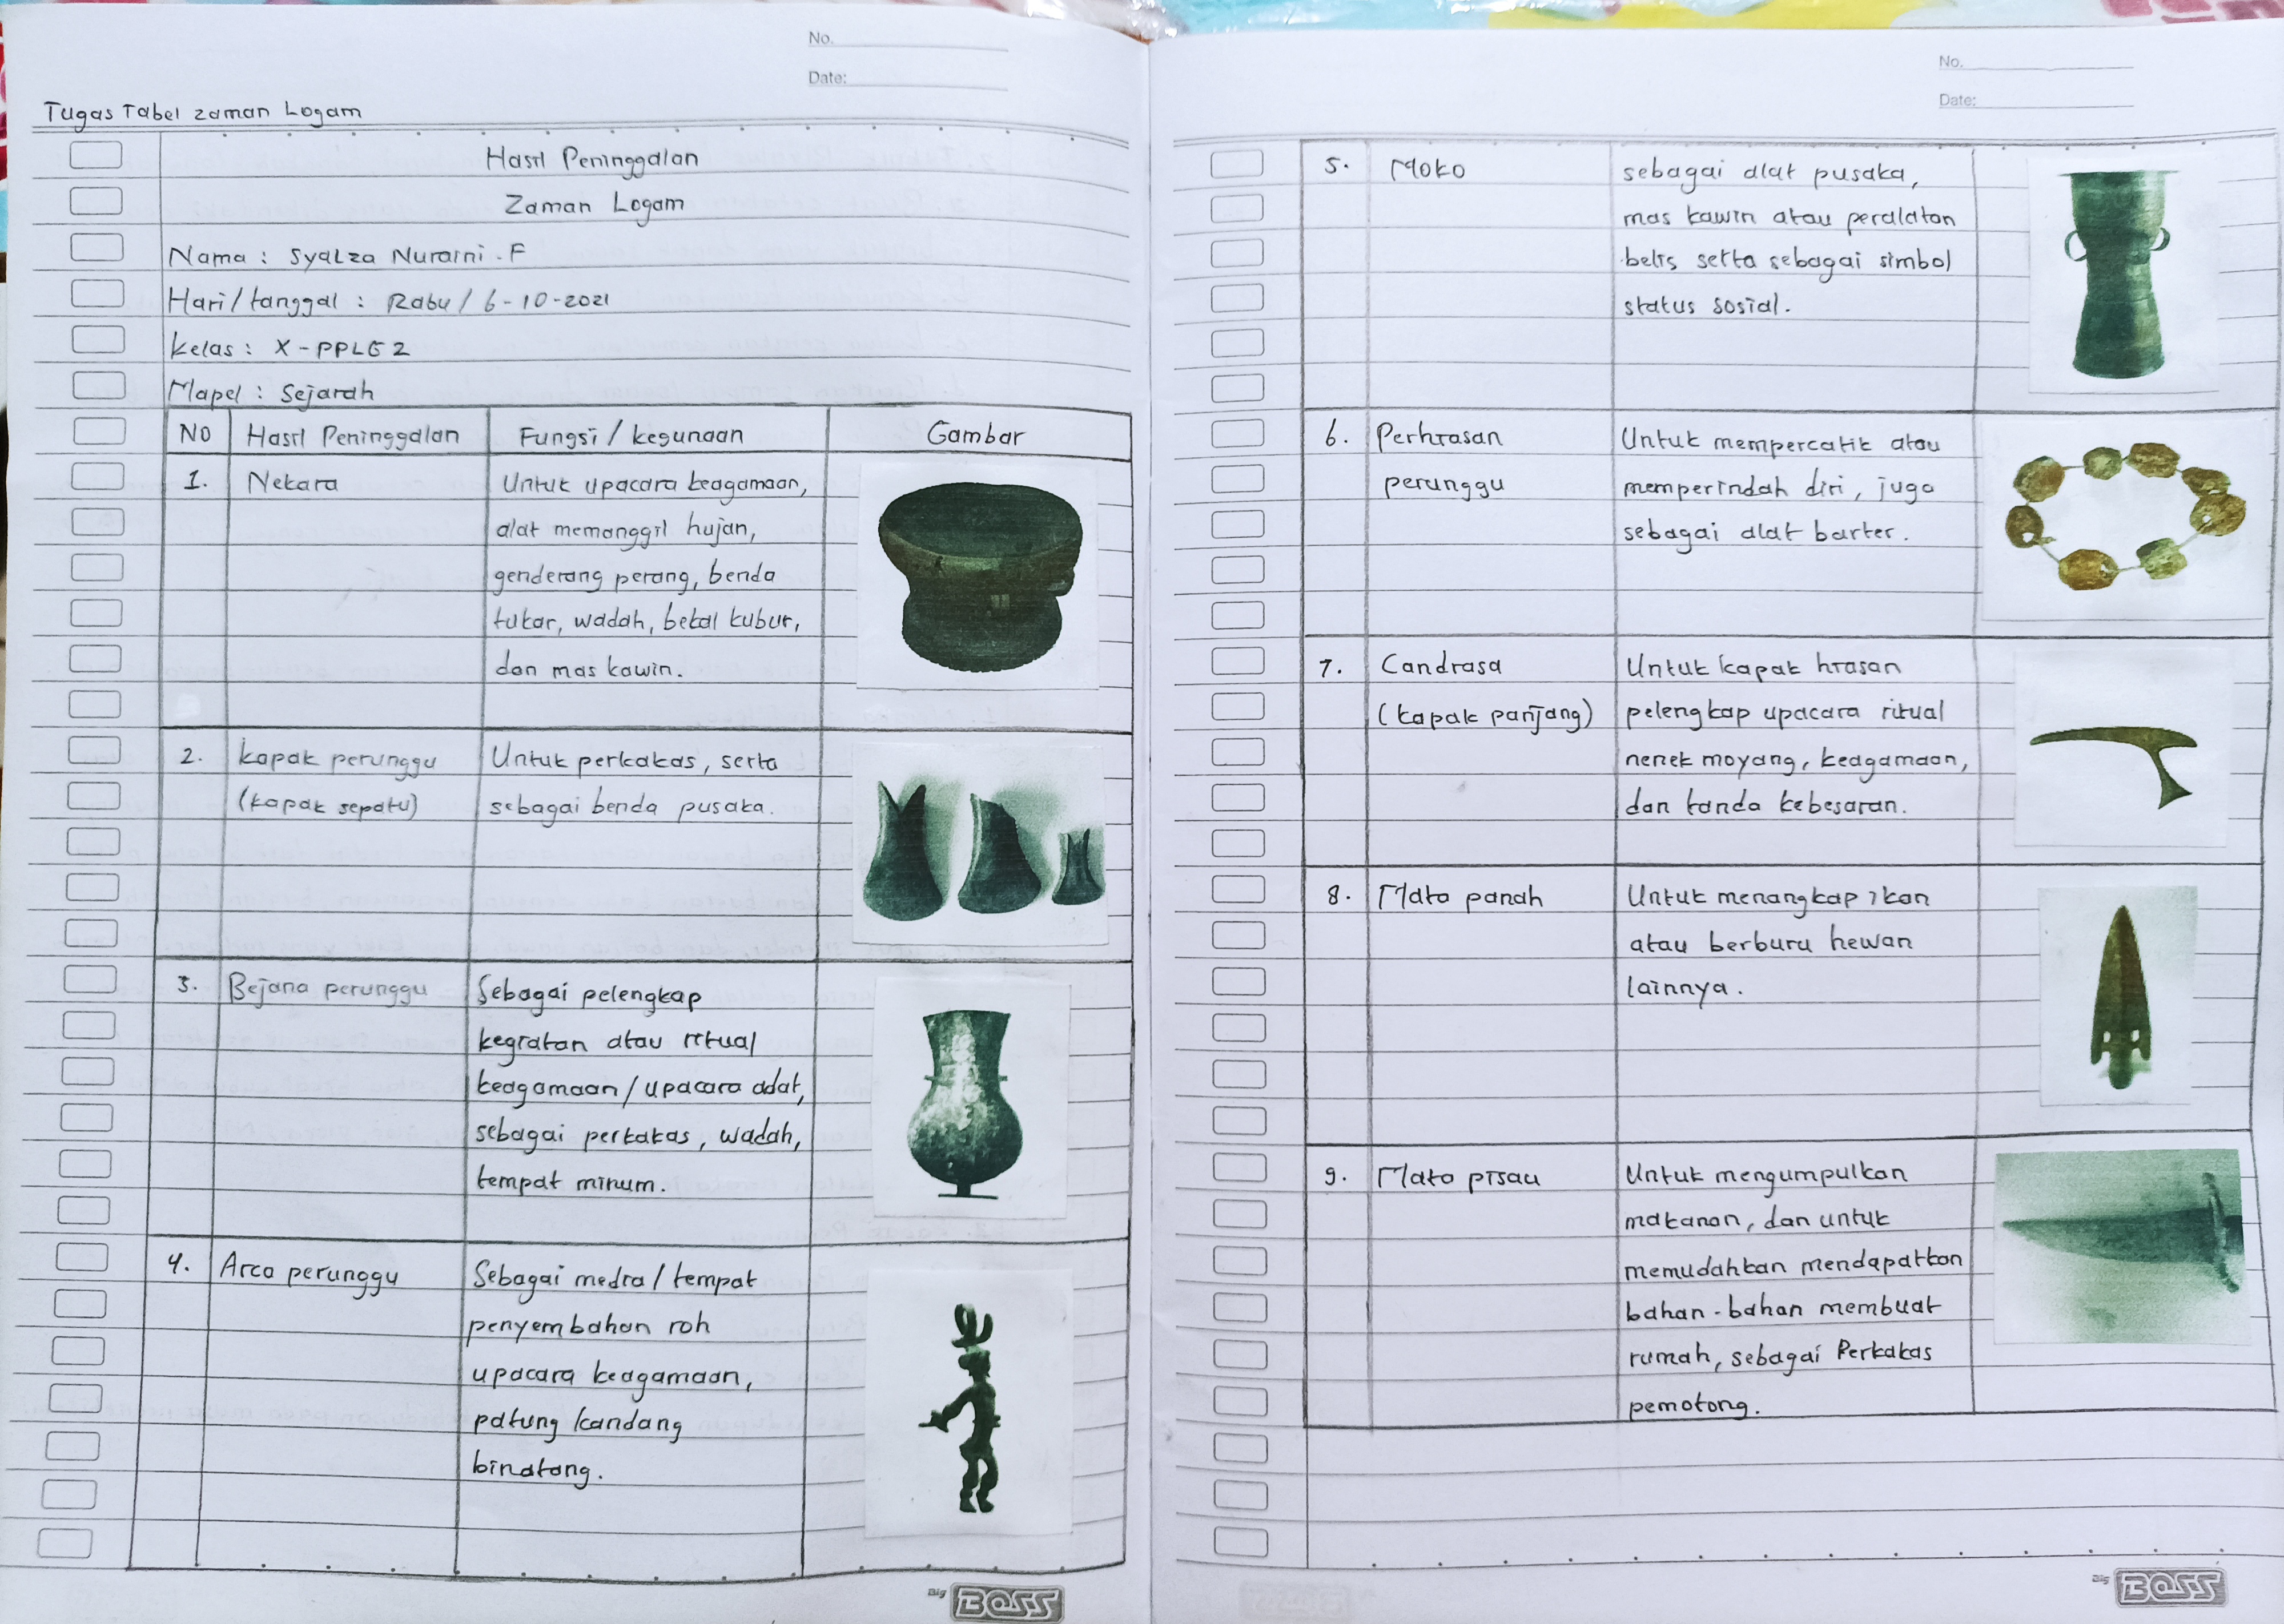 No.
Date:
Tugas Tabel zaman Logam
Hasil Peninggalan
Zaman Logam
Nama : Syalza Nuraini . F
Hari/tanggal : Rabu / 6-10-2021
Kelas : X - PPLG 2
Mapel : Sejarah
NO Hasil Peninggalan Fungsi / kegunaan Gambar
1. Nekara Untuk upacara keagamaan,
alat memanggil hujan,
genderang perang, benda
tukar, wadah, bekal kubur,
dan mas kawin.
2. kapak perunggu Untuk perkakas, serta
(kapak sepatu) sebagai benda pusaka.
3. Bejana perunggu Sebagai pelengkap
kegiatan atau ritual
keagamaan/upacara adat,
sebagai perkakas, wadah,
tempat minum.
4. Arca perunggu Sebagai media / tempat
penyembahan roh
upacara keagamaan,
patung kandang
binatang.
Big BOSS
No.
Date:
5. Moko sebagai alat pusaka,
mas kawin atau peralatan
belis serta sebagai simbol
status sosial.
6. Perhiasan Untuk mempercatik atau
perunggu memperindah diri, juga
sebagai alat barter.
7. Candrasa Untuk kapak hiasan
(kapak panjang) pelengkap upacara ritual
nenek moyang, keagamaan,
dan tanda kebesaran.
8. Mata panah Untuk menangkap ikan
atau berburu hewan
lainnya.
9. Mata pisau Untuk mengumpulkan
makanan, dan untuk
memudahkan mendapatkan
bahan-bahan membuat
rumah, sebagai Perkakas
pemotong.
Big BOSS